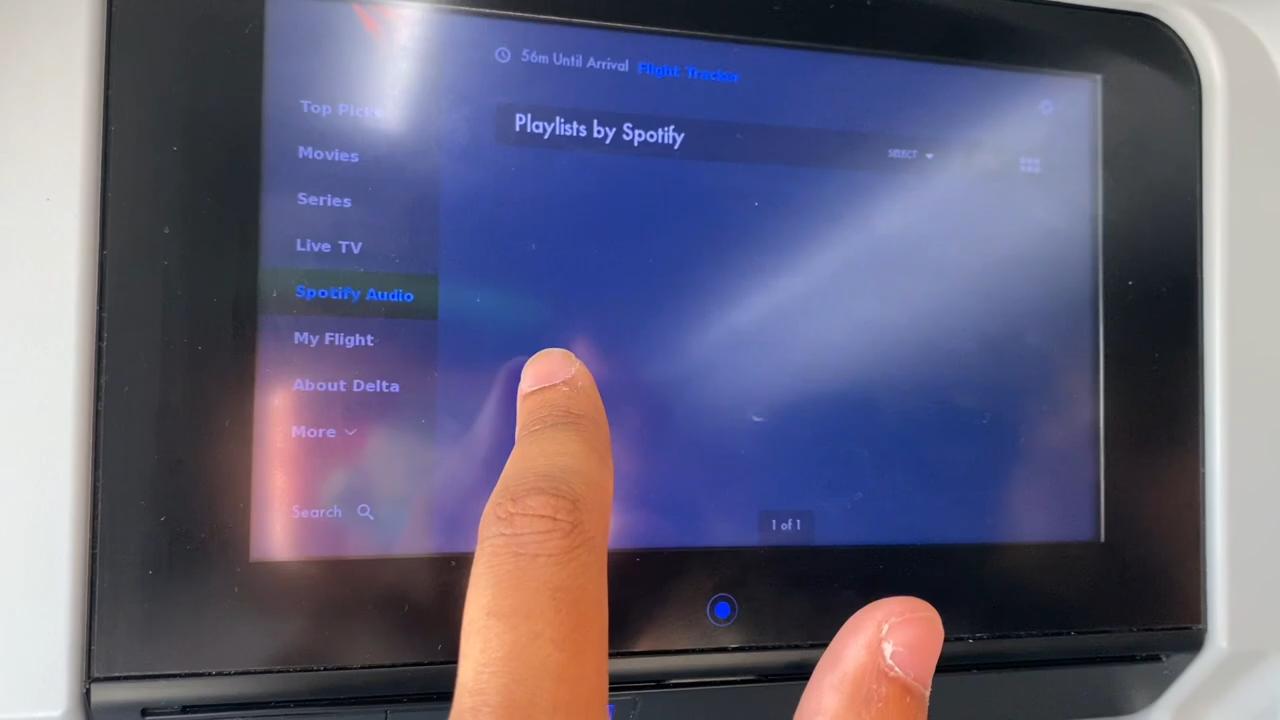 56m Until Arrival Flight Tracker
Playlists by Spotify
SELECT
Top Picks
Movies
Series
Live TV
Spotify Audio
My Flight
About Delta
More
Search
1 of 1